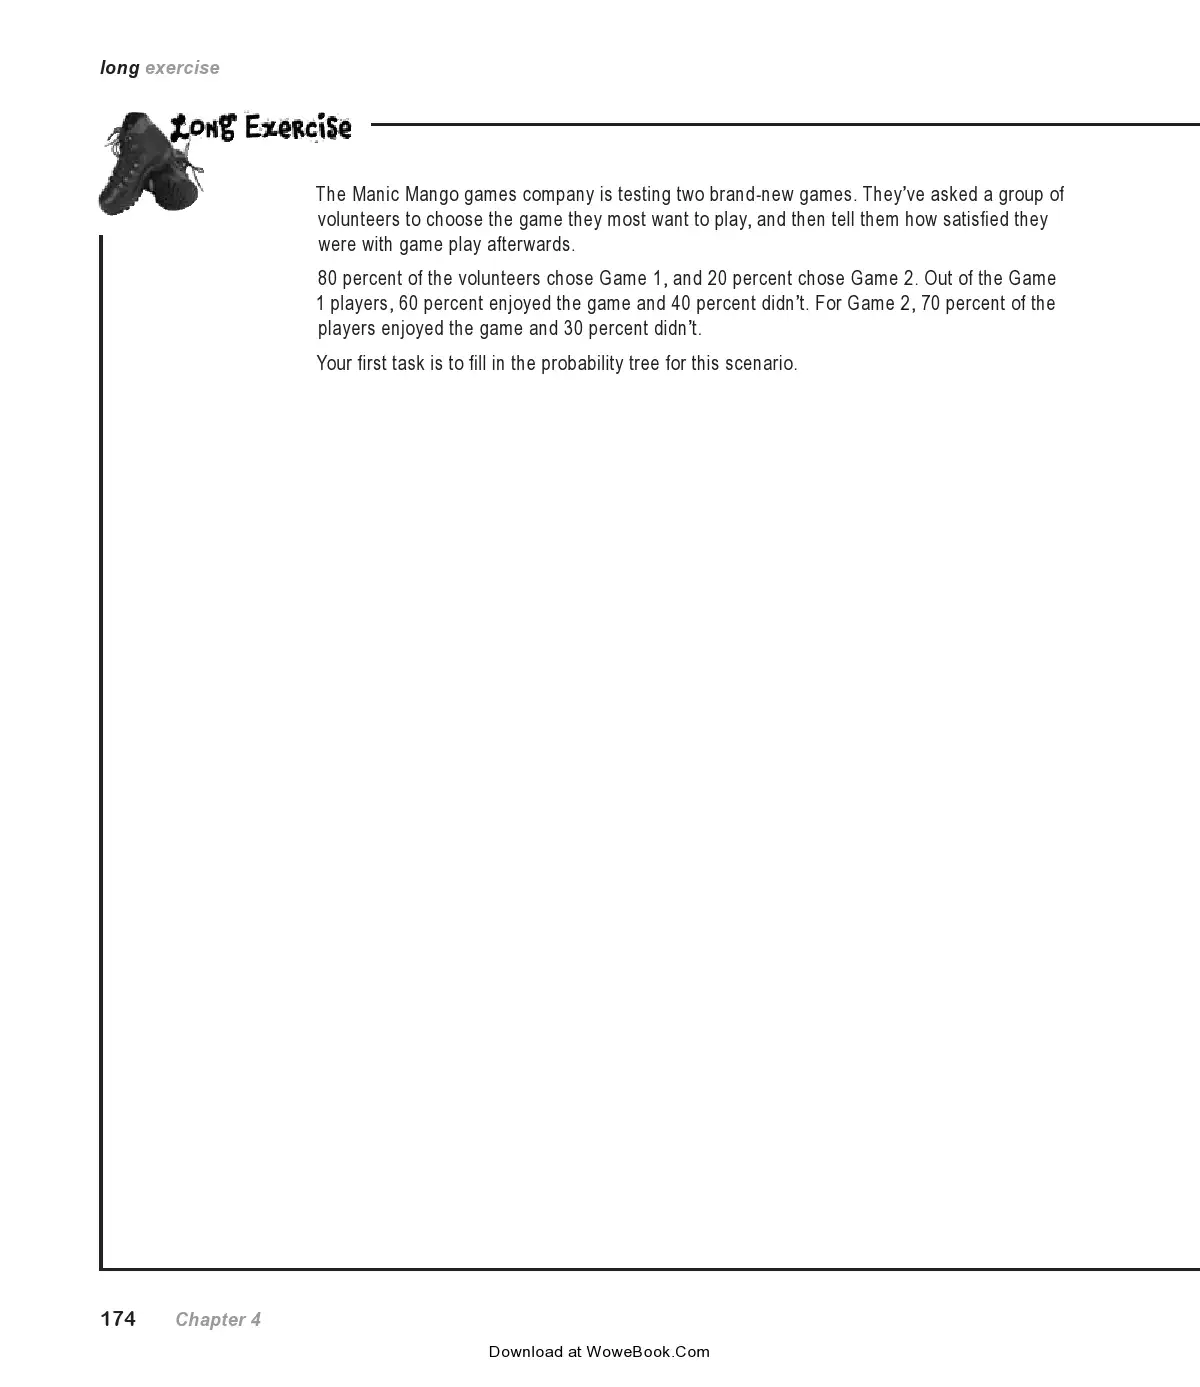 long exercise
Long Exercise
The Manic Mango games company is testing two brand-new games. They’ve asked a group of
volunteers to choose the game they most want to play, and then tell them how satisfied they
were with game play afterwards.
80 percent of the volunteers chose Game 1, and 20 percent chose Game 2. Out of the Game
1 players, 60 percent enjoyed the game and 40 percent didn’t. For Game 2, 70 percent of the
players enjoyed the game and 30 percent didn’t.
Your first task is to fill in the probability tree for this scenario.
174 Chapter 4
Download at WoweBook.Com